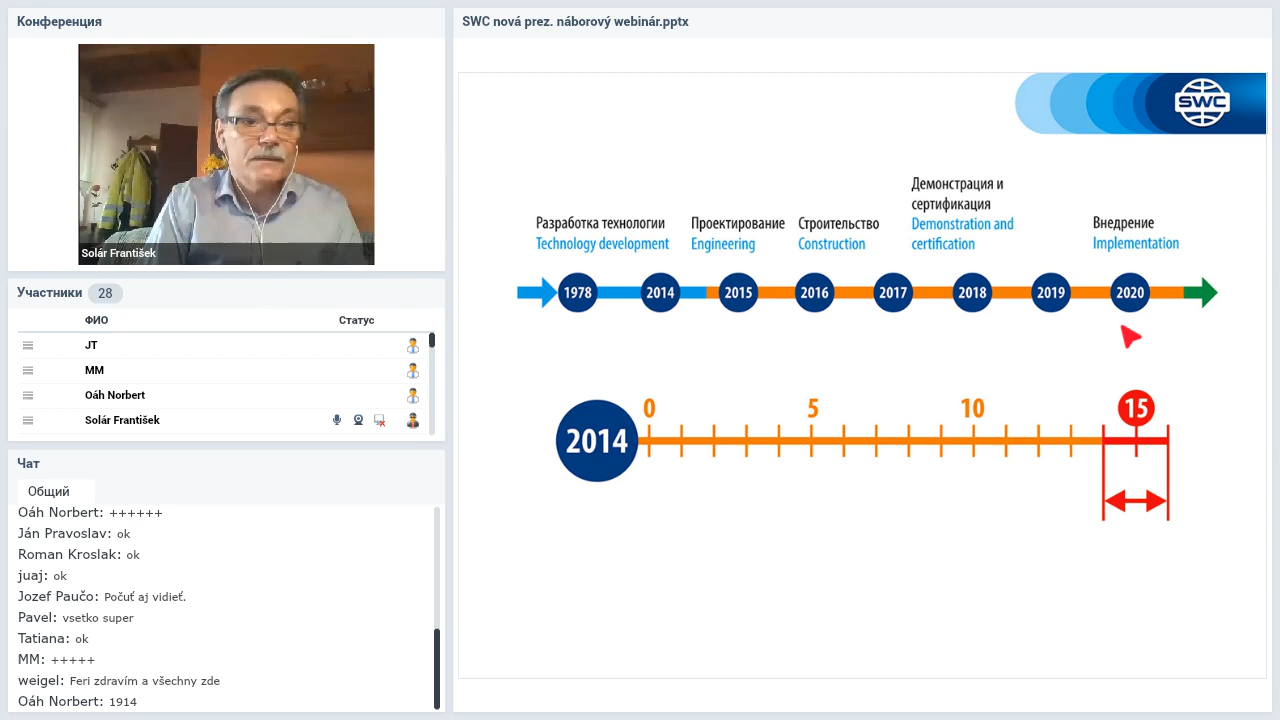 Конференция
Solár František
Участники 28
ФИО Статус
JT
MM
Oáh Norbert
Solár František
Чат
Общий
Oáh Norbert: ++++++
Ján Pravoslav: ok
Roman Kroslak: ok
juaj: ok
Jozef Paučo: Počuť aj vidieť.
Pavel: vsetko super
Tatiana: ok
MM: +++++
weigel: Feri zdravím a všechny zde
Oáh Norbert: 1914
SWC nová prez. náborový webinár.pptx
SWC
Разработка технологии
Technology development
Проектирование
Engineering
Строительство
Construction
Демонстрация и
сертификация
Demonstration and
certification
Внедрение
Implementation
1978 2014 2015 2016 2017 2018 2019 2020
0 5 10 15
2014